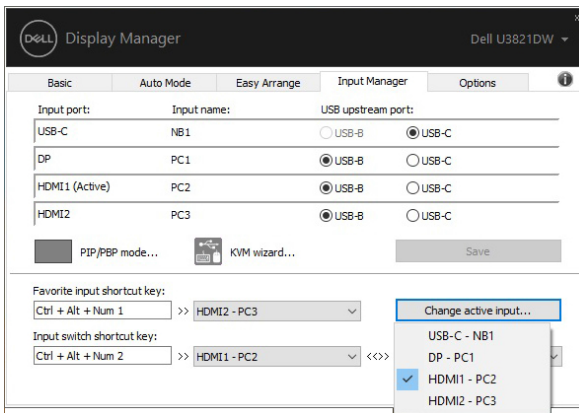 DELL Display Manager
Dell U3821DW
Basic Auto Mode Easy Arrange Input Manager Options
Input port: Input name: USB upstream port:
USB-C NB1 USB-B USB-C
DP PC1 USB-B USB-C
HDMI1 (Active) PC2 USB-B USB-C
HDMI2 PC3 USB-B USB-C
PIP/PBP mode... KVM wizard... Save
Favorite input shortcut key:
Ctrl + Alt + Num 1 >> HDMI2 - PC3 Change active input...
Input switch shortcut key:
Ctrl + Alt + Num 2 >> HDMI1 - PC2 <<>>
USB-C - NB1
DP - PC1
HDMI1 - PC2
HDMI2 - PC3